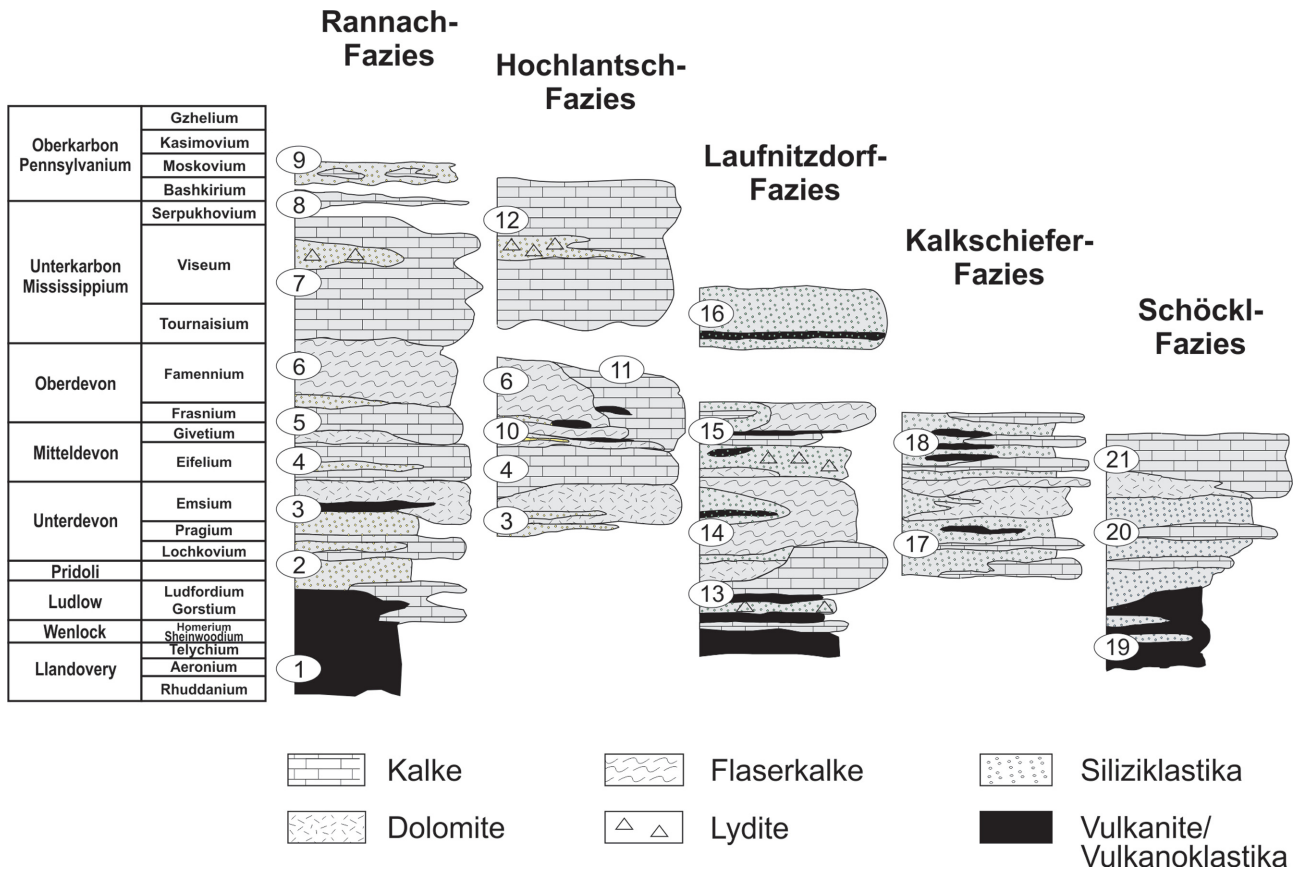 Rannach-
Fazies
Hochlantsch-
Fazies
Laufnitzdorf-
Fazies
Kalkschiefer-
Fazies
Schöckl-
Fazies
Oberkarbon
Pennsylvanium
Gzhelium
Kasimovium
Moskovium
Bashkirium
Unterkarbon
Mississippium
Serpukhovium
Viseum
Tournaisium
Oberdevon
Famennium
Frasnium
Mitteldevon
Givetium
Eifelium
Unterdevon
Emsium
Pragium
Lochkovium
Pridoli
Ludlow
Ludfordium
Gorstium
Wenlock
Homerium
Sheinwoodium
Llandovery
Telychium
Aeronium
Rhuddanium
9
8
7
6
5
4
3
2
1
12
11
6
10
4
3
16
15
14
13
18
17
21
20
19
Kalke
Flaserkalke
Siliziklastika
Dolomite
Lydite
Vulkanite/
Vulkanoklastika